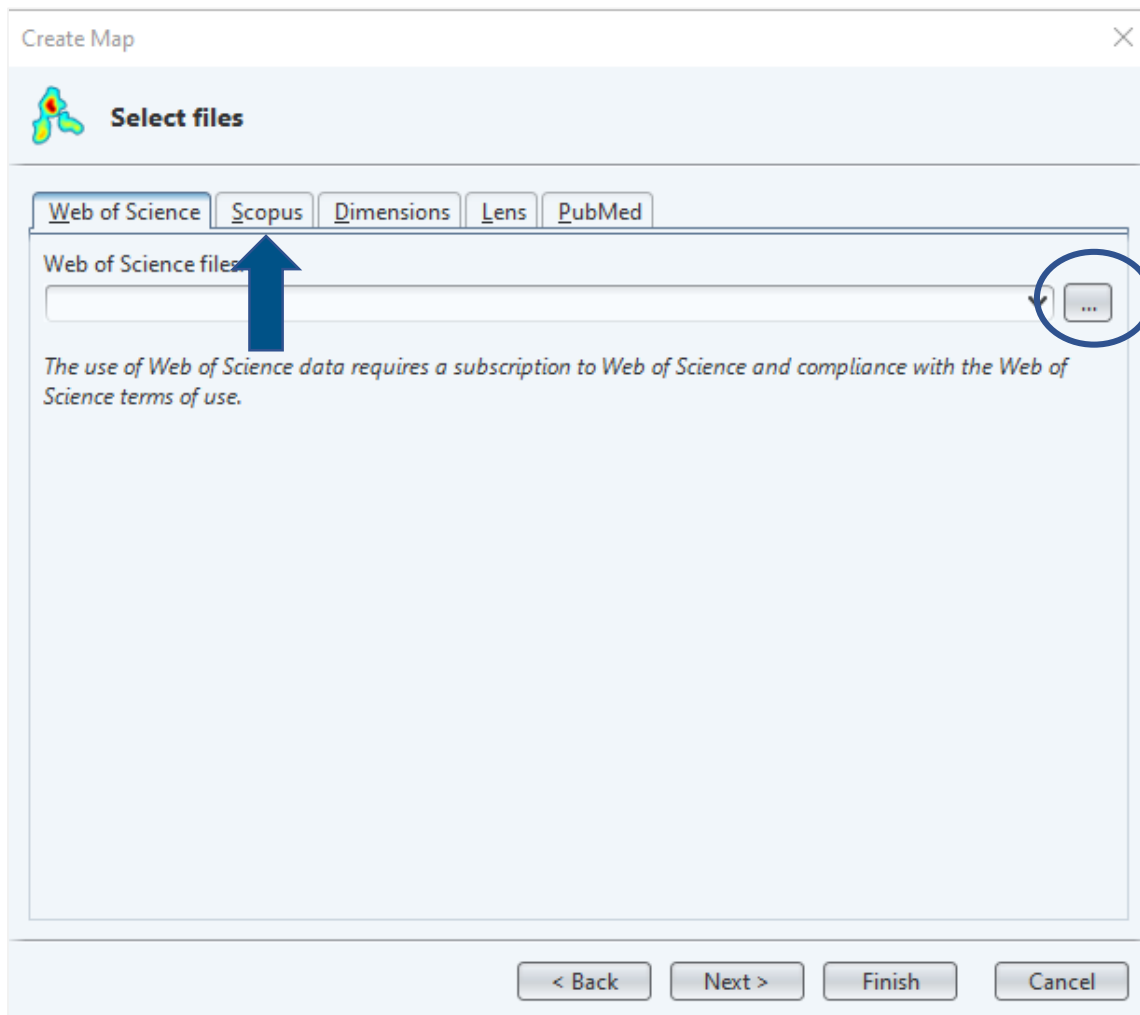 Create Map
Select files
Web of Science Scopus Dimensions Lens PubMed
Web of Science files:
...
The use of Web of Science data requires a subscription to Web of Science and compliance with the Web of
Science terms of use.
< Back Next > Finish Cancel